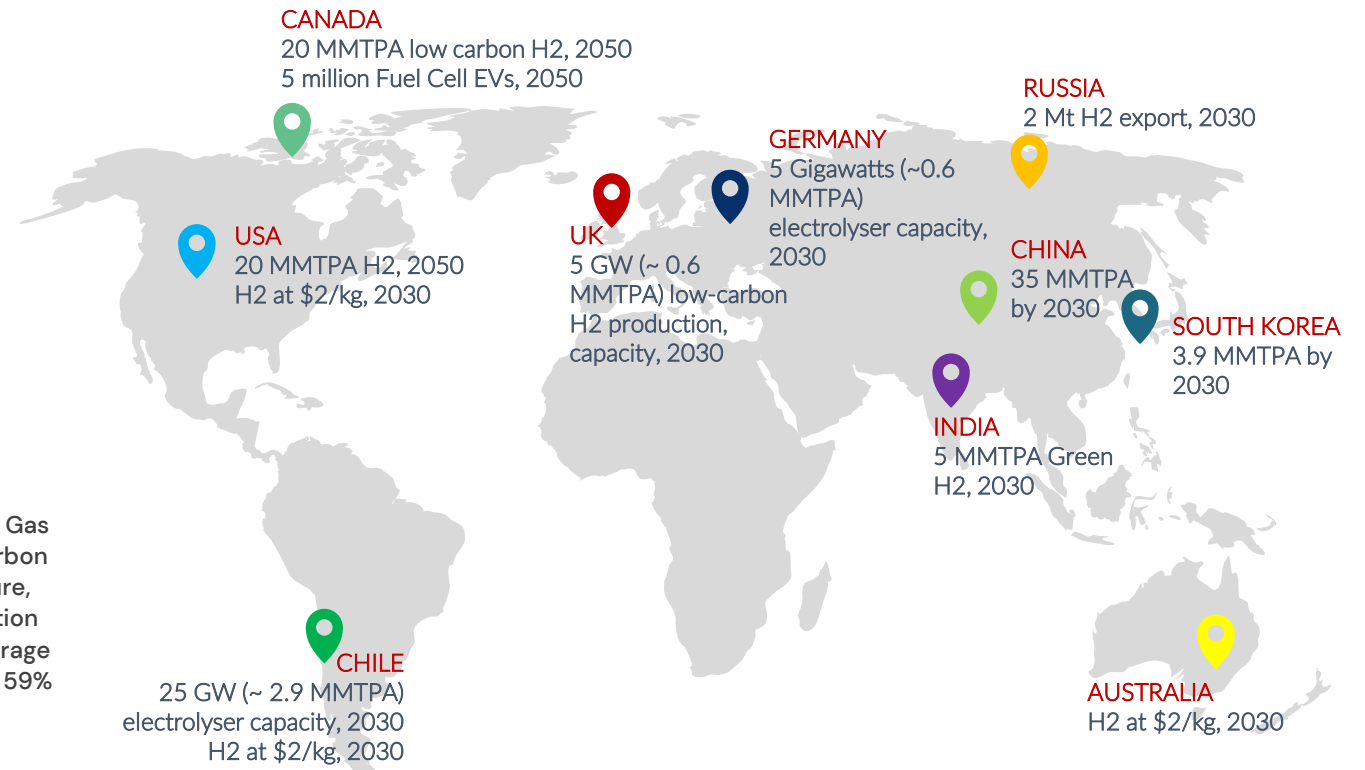 CANADA
20 MMTPA low carbon H2, 2050
5 million Fuel Cell EVs, 2050
RUSSIA
2 Mt H2 export, 2030
GERMANY
5 Gigawatts (~0.6
MMTPA)
electrolyser capacity,
2030
USA
20 MMTPA H2, 2050
H2 at $2/kg, 2030
UK
5 GW (~ 0.6
MMTPA) low-carbon
H2 production,
capacity, 2030
CHINA
35 MMTPA
by 2030
SOUTH KOREA
3.9 MMTPA by
2030
INDIA
5 MMTPA Green
H2, 2030
Gas
rbon
re,
tion
rage
59%
CHILE
25 GW (~ 2.9 MMTPA)
electrolyser capacity, 2030
H2 at $2/kg, 2030
AUSTRALIA
H2 at $2/kg, 2030